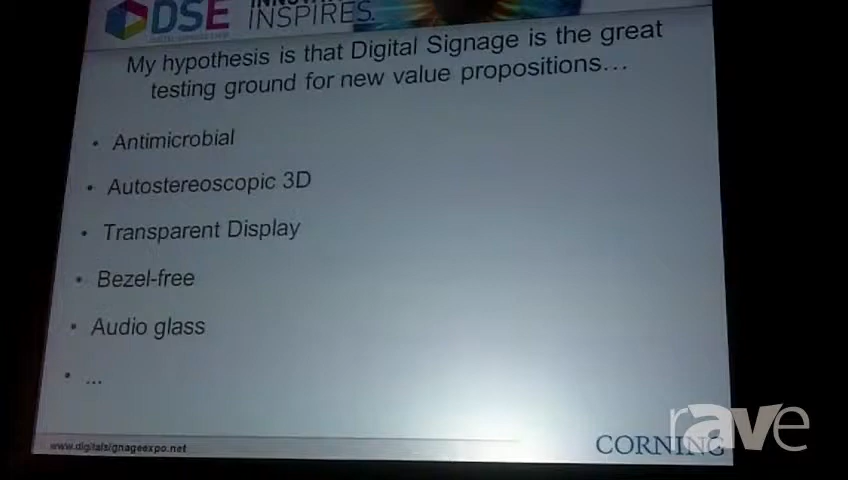 DSE
INSPIRES.
My hypothesis is that Digital Signage is the great
testing ground for new value propositions…
• Antimicrobial
• Autostereoscopic 3D
• Transparent Display
• Bezel-free
• Audio glass
• ...
www.digitalsignageexpo.net
CORNING
rave